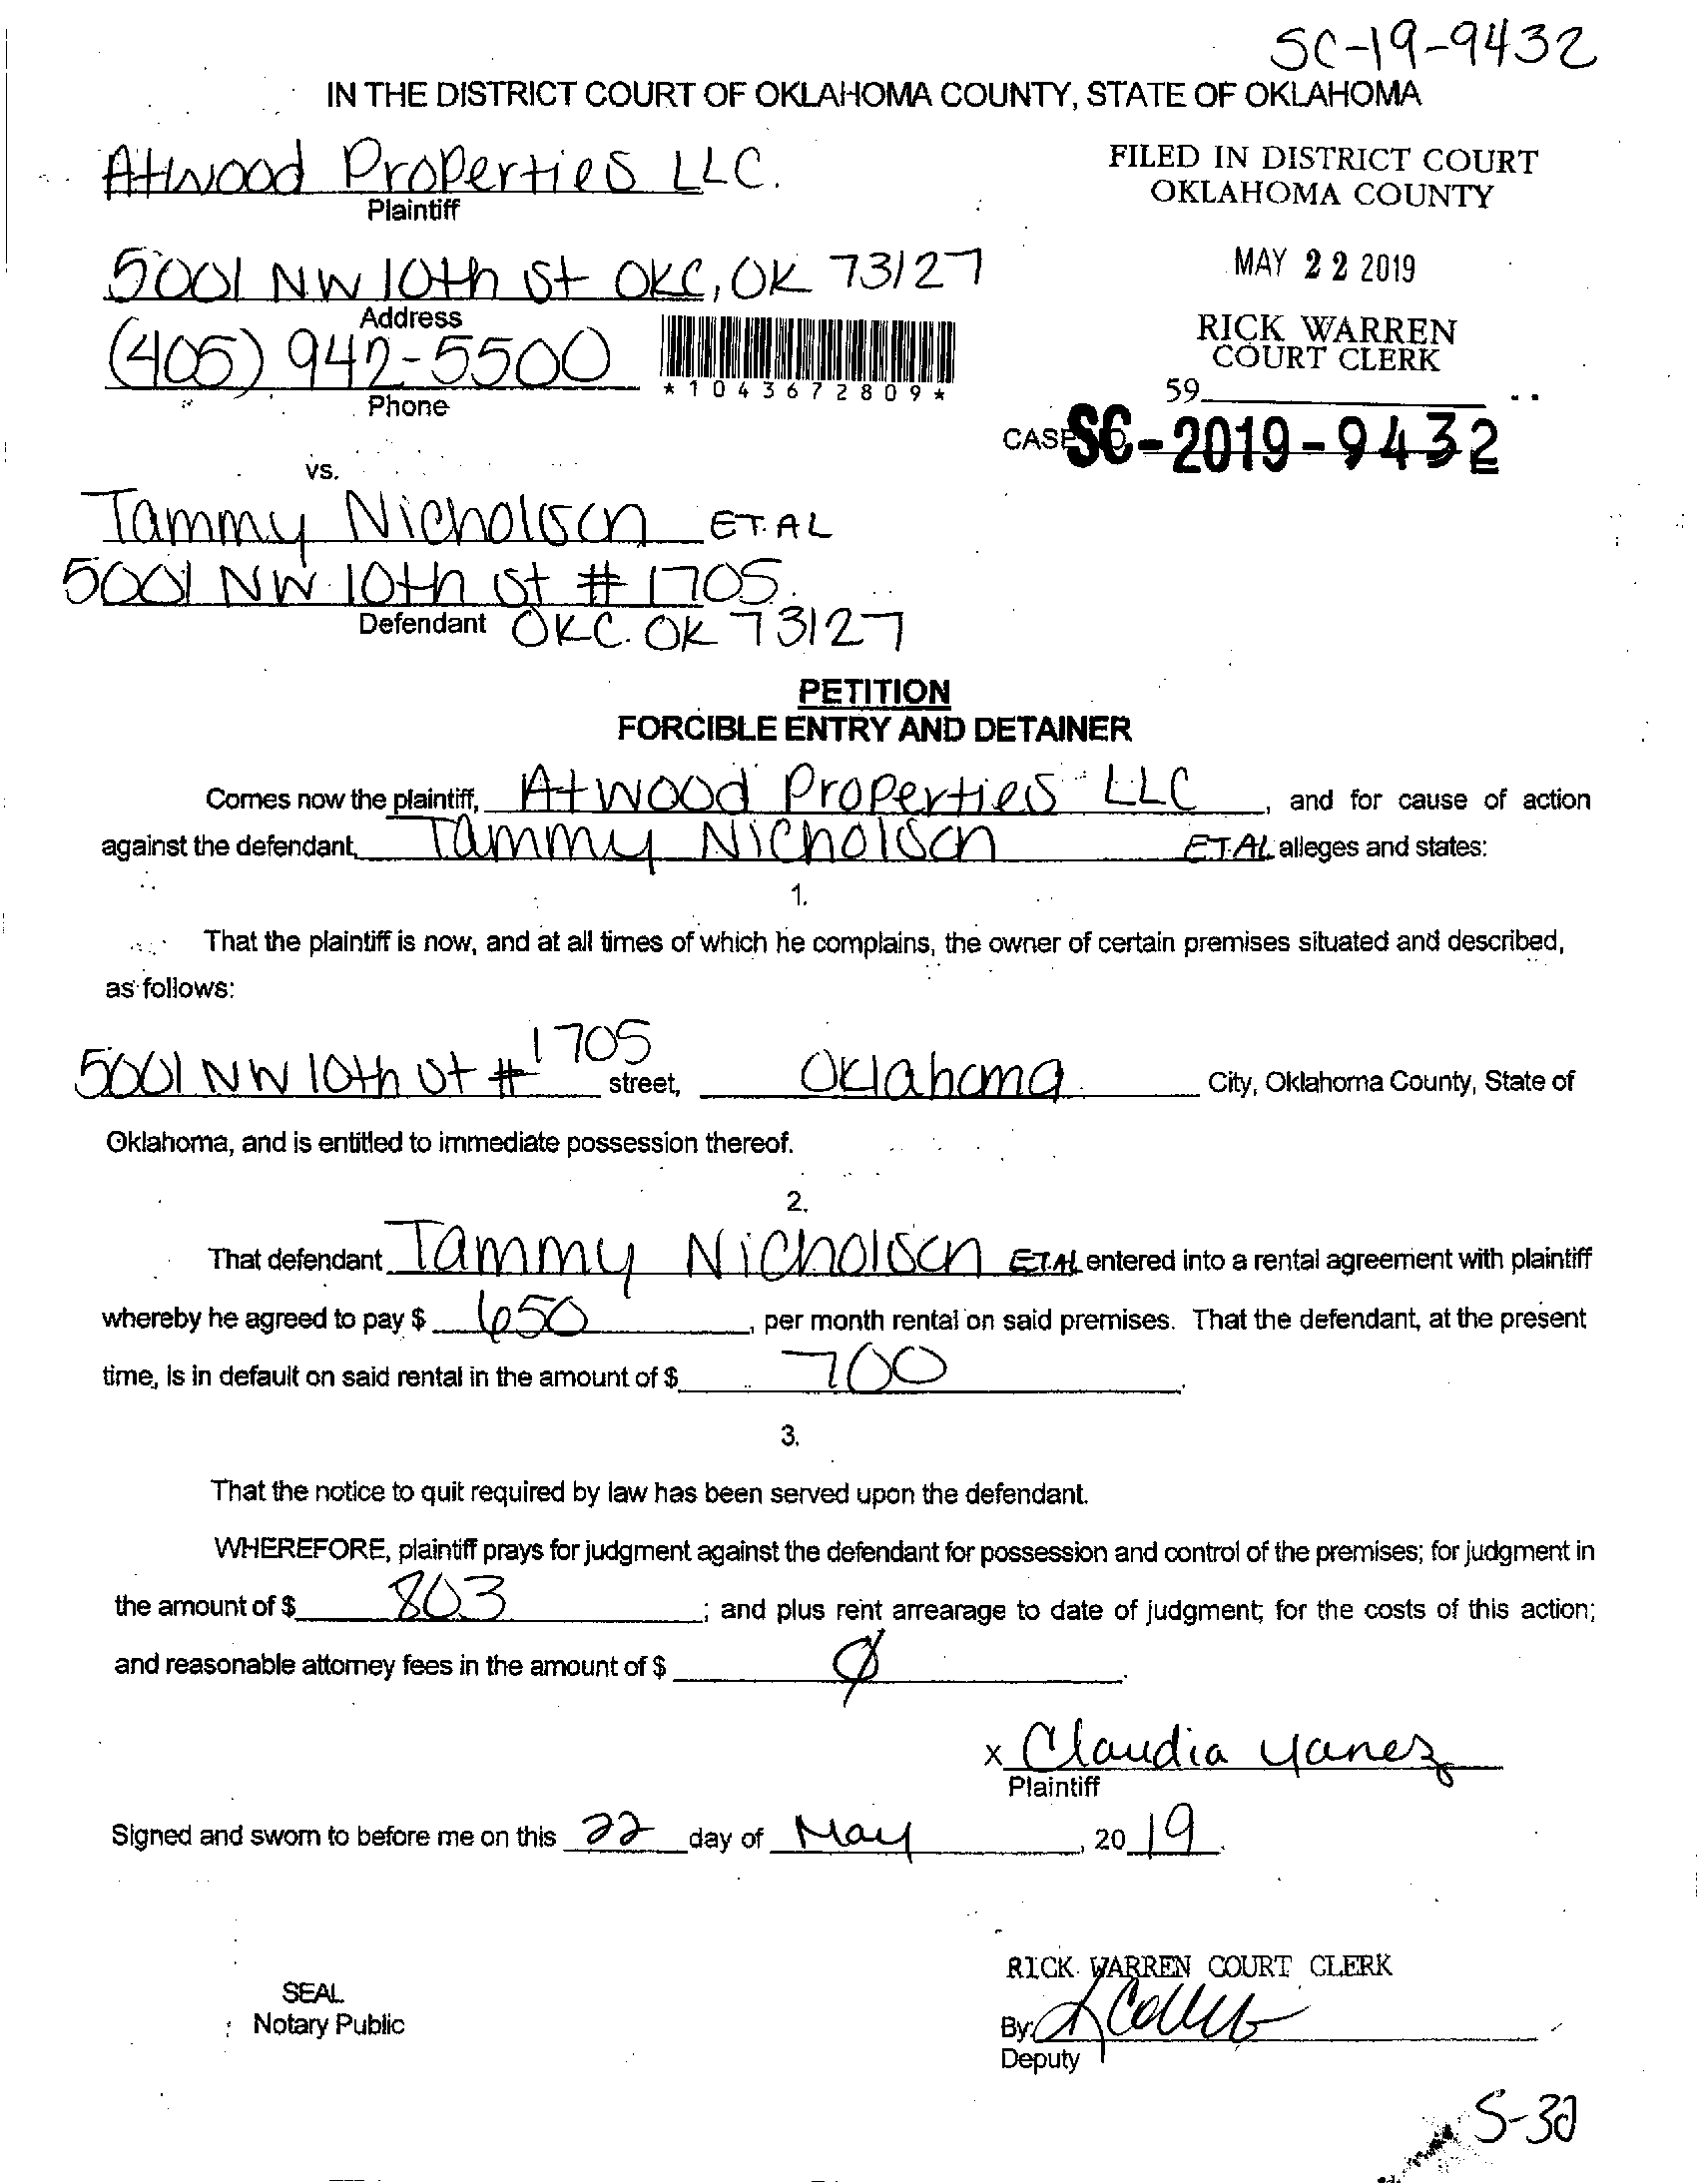 SC-19-9432
IN THE DISTRICT COURT OF OKLAHOMA COUNTY, STATE OF OKLAHOMA
Atwood Properties LLC.
Plaintiff
FILED IN DISTRICT COURT
OKLAHOMA COUNTY
5001 NW 10th St OKC, OK 73127
Address
MAY 22 2019
(405) 942-5500
Phone
*1043672809*
RICK WARREN
COURT CLERK
59
CASE SC-2019-9432
vs.
Tammy Nicholson ET.AL
5001 NW 10th St # 1705
Defendant OKC. OK 73127
PETITION
FORCIBLE ENTRY AND DETAINER
Comes now the plaintiff, Atwood Properties LLC, and for cause of action
against the defendant, Tammy Nicholson ET.AL alleges and states:
1.
That the plaintiff is now, and at all times of which he complains, the owner of certain premises situated and described,
as follows:
5001 NW 10th St # 1705 street, Oklahoma City, Oklahoma County, State of
Oklahoma, and is entitled to immediate possession thereof.
2.
That defendant Tammy Nicholson ET.AL entered into a rental agreement with plaintiff
whereby he agreed to pay $ 650, per month rental on said premises. That the defendant, at the present
time, is in default on said rental in the amount of $ 700.
3.
That the notice to quit required by law has been served upon the defendant.
WHEREFORE, plaintiff prays for judgment against the defendant for possession and control of the premises; for judgment in
the amount of $ 803; and plus rent arrearage to date of judgment; for the costs of this action;
and reasonable attorney fees in the amount of $ Ø.
x Claudia Yanez
Plaintiff
Signed and sworn to before me on this 22 day of May, 2019.
SEAL
Notary Public
RICK WARREN COURT CLERK
By:
Deputy
S-30